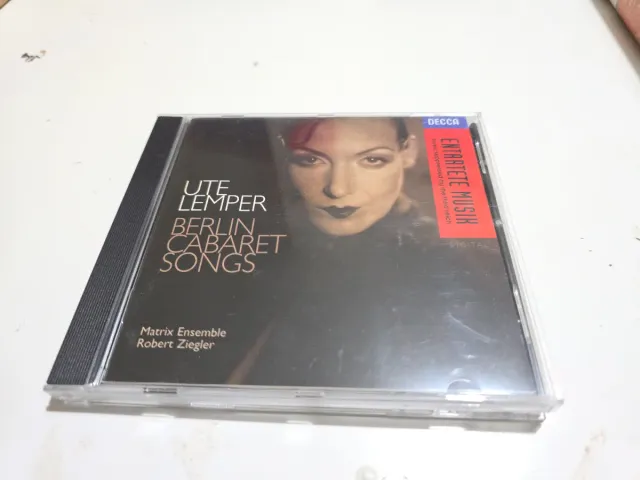 UTE
LEMPER
BERLIN
CABARET
SONGS
Matrix Ensemble
Robert Ziegler
DECCA
ENTARTETE MUSIK